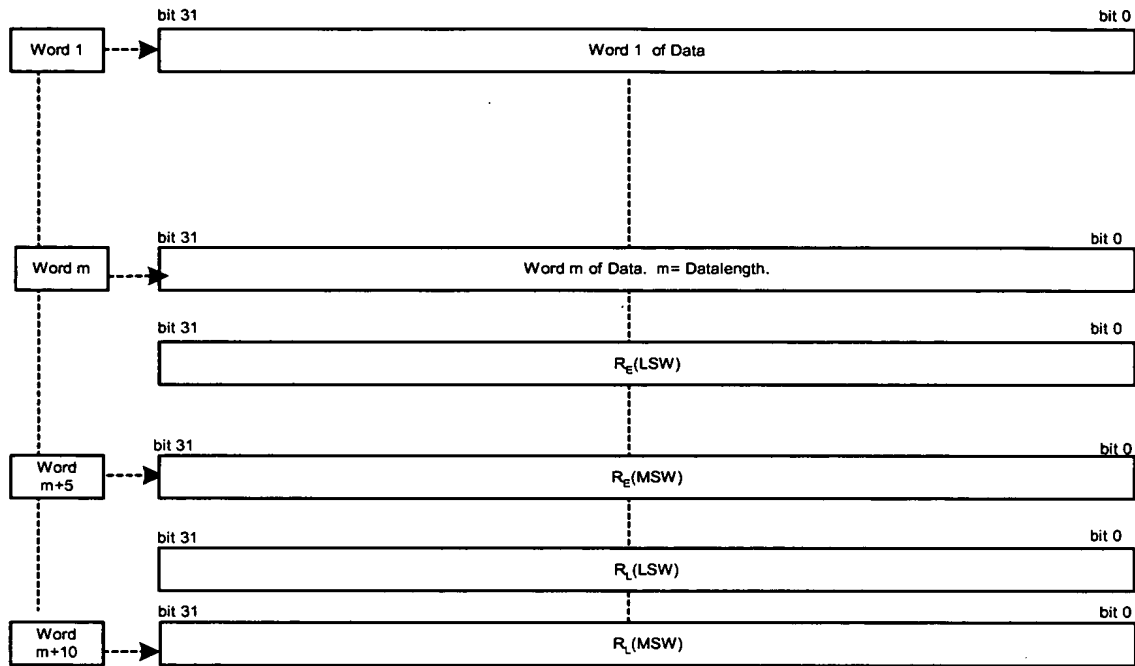 bit 31 bit 0
Word 1 Word 1 of Data
bit 31 bit 0
Word m Word m of Data. m= Datalength.
bit 31 bit 0
R_E(LSW)
bit 31 bit 0
Word
m+5 R_E(MSW)
bit 31 bit 0
R_L(LSW)
bit 31 bit 0
Word
m+10 R_L(MSW)